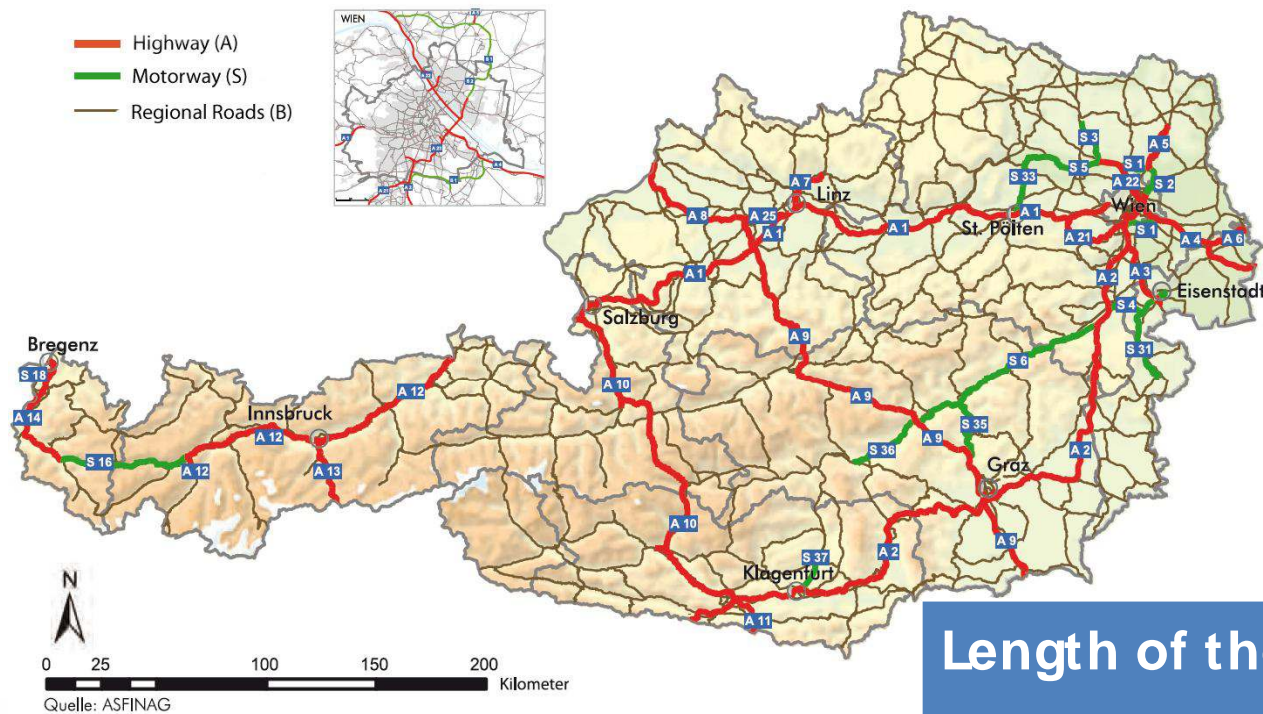 WIEN
Highway (A)
Motorway (S)
Regional Roads (B)
S 3
A 5
S 1
S 5
A 22
S 33
S 2
A 7
Linz
Wien
A 8
A 25
A 1
A 1
A 1
St. Pölten
S 1
A 21
A 4
A 6
A 1
A 2
A 3
Eisenstadt
S 4
Salzburg
A 9
S 31
S 6
Bregenz
S 18
A 12
A 10
A 14
Innsbruck
A 9
A 12
S 35
A 9
S 16
A 12
A 13
S 36
A 2
Graz
A 10
A 9
A 2
S 37
Klagenfurt
A 11
N
0 25 100 150 200 Kilometer
Quelle: ASFINAG
Length of th